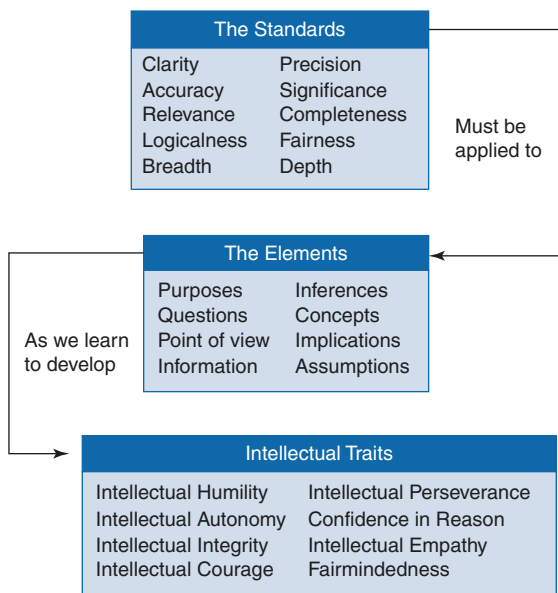 The Standards
Clarity Precision
Accuracy Significance
Relevance Completeness
Logicalness Fairness
Breadth Depth
Must be
applied to
The Elements
Purposes Inferences
Questions Concepts
Point of view Implications
Information Assumptions
As we learn
to develop
Intellectual Traits
Intellectual Humility Intellectual Perseverance
Intellectual Autonomy Confidence in Reason
Intellectual Integrity Intellectual Empathy
Intellectual Courage Fairmindedness